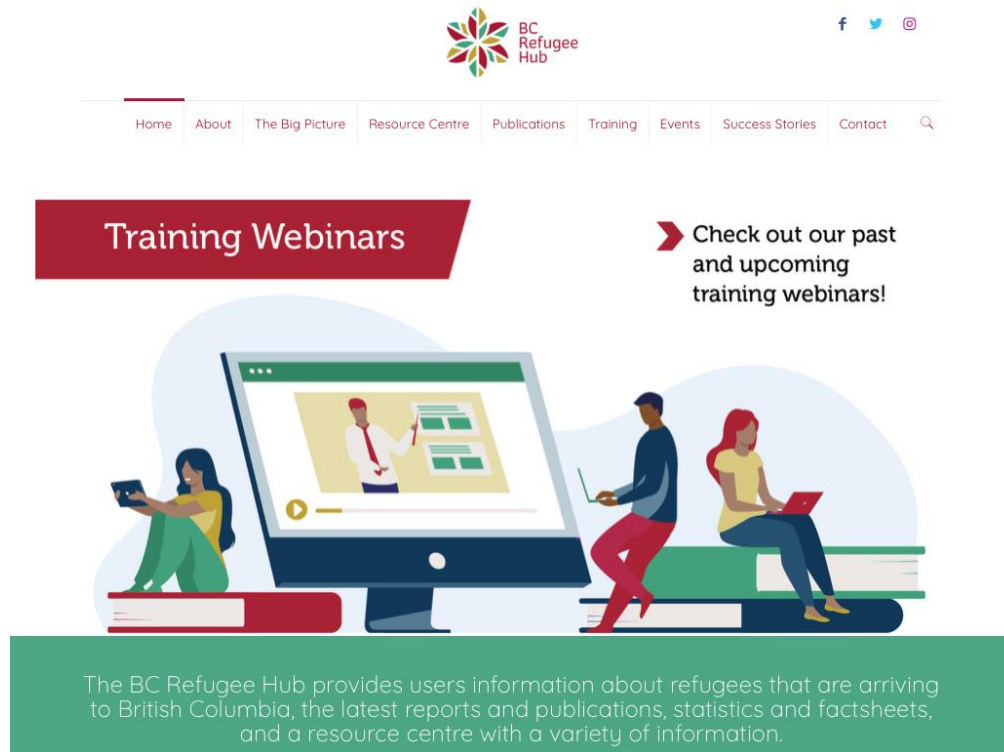 BC
Refugee
Hub
Home About The Big Picture Resource Centre Publications Training Events Success Stories Contact
Training Webinars
Check out our past
and upcoming
training webinars!
The BC Refugee Hub provides users information about refugees that are arriving
to British Columbia, the latest reports and publications, statistics and factsheets,
and a resource centre with a variety of information.